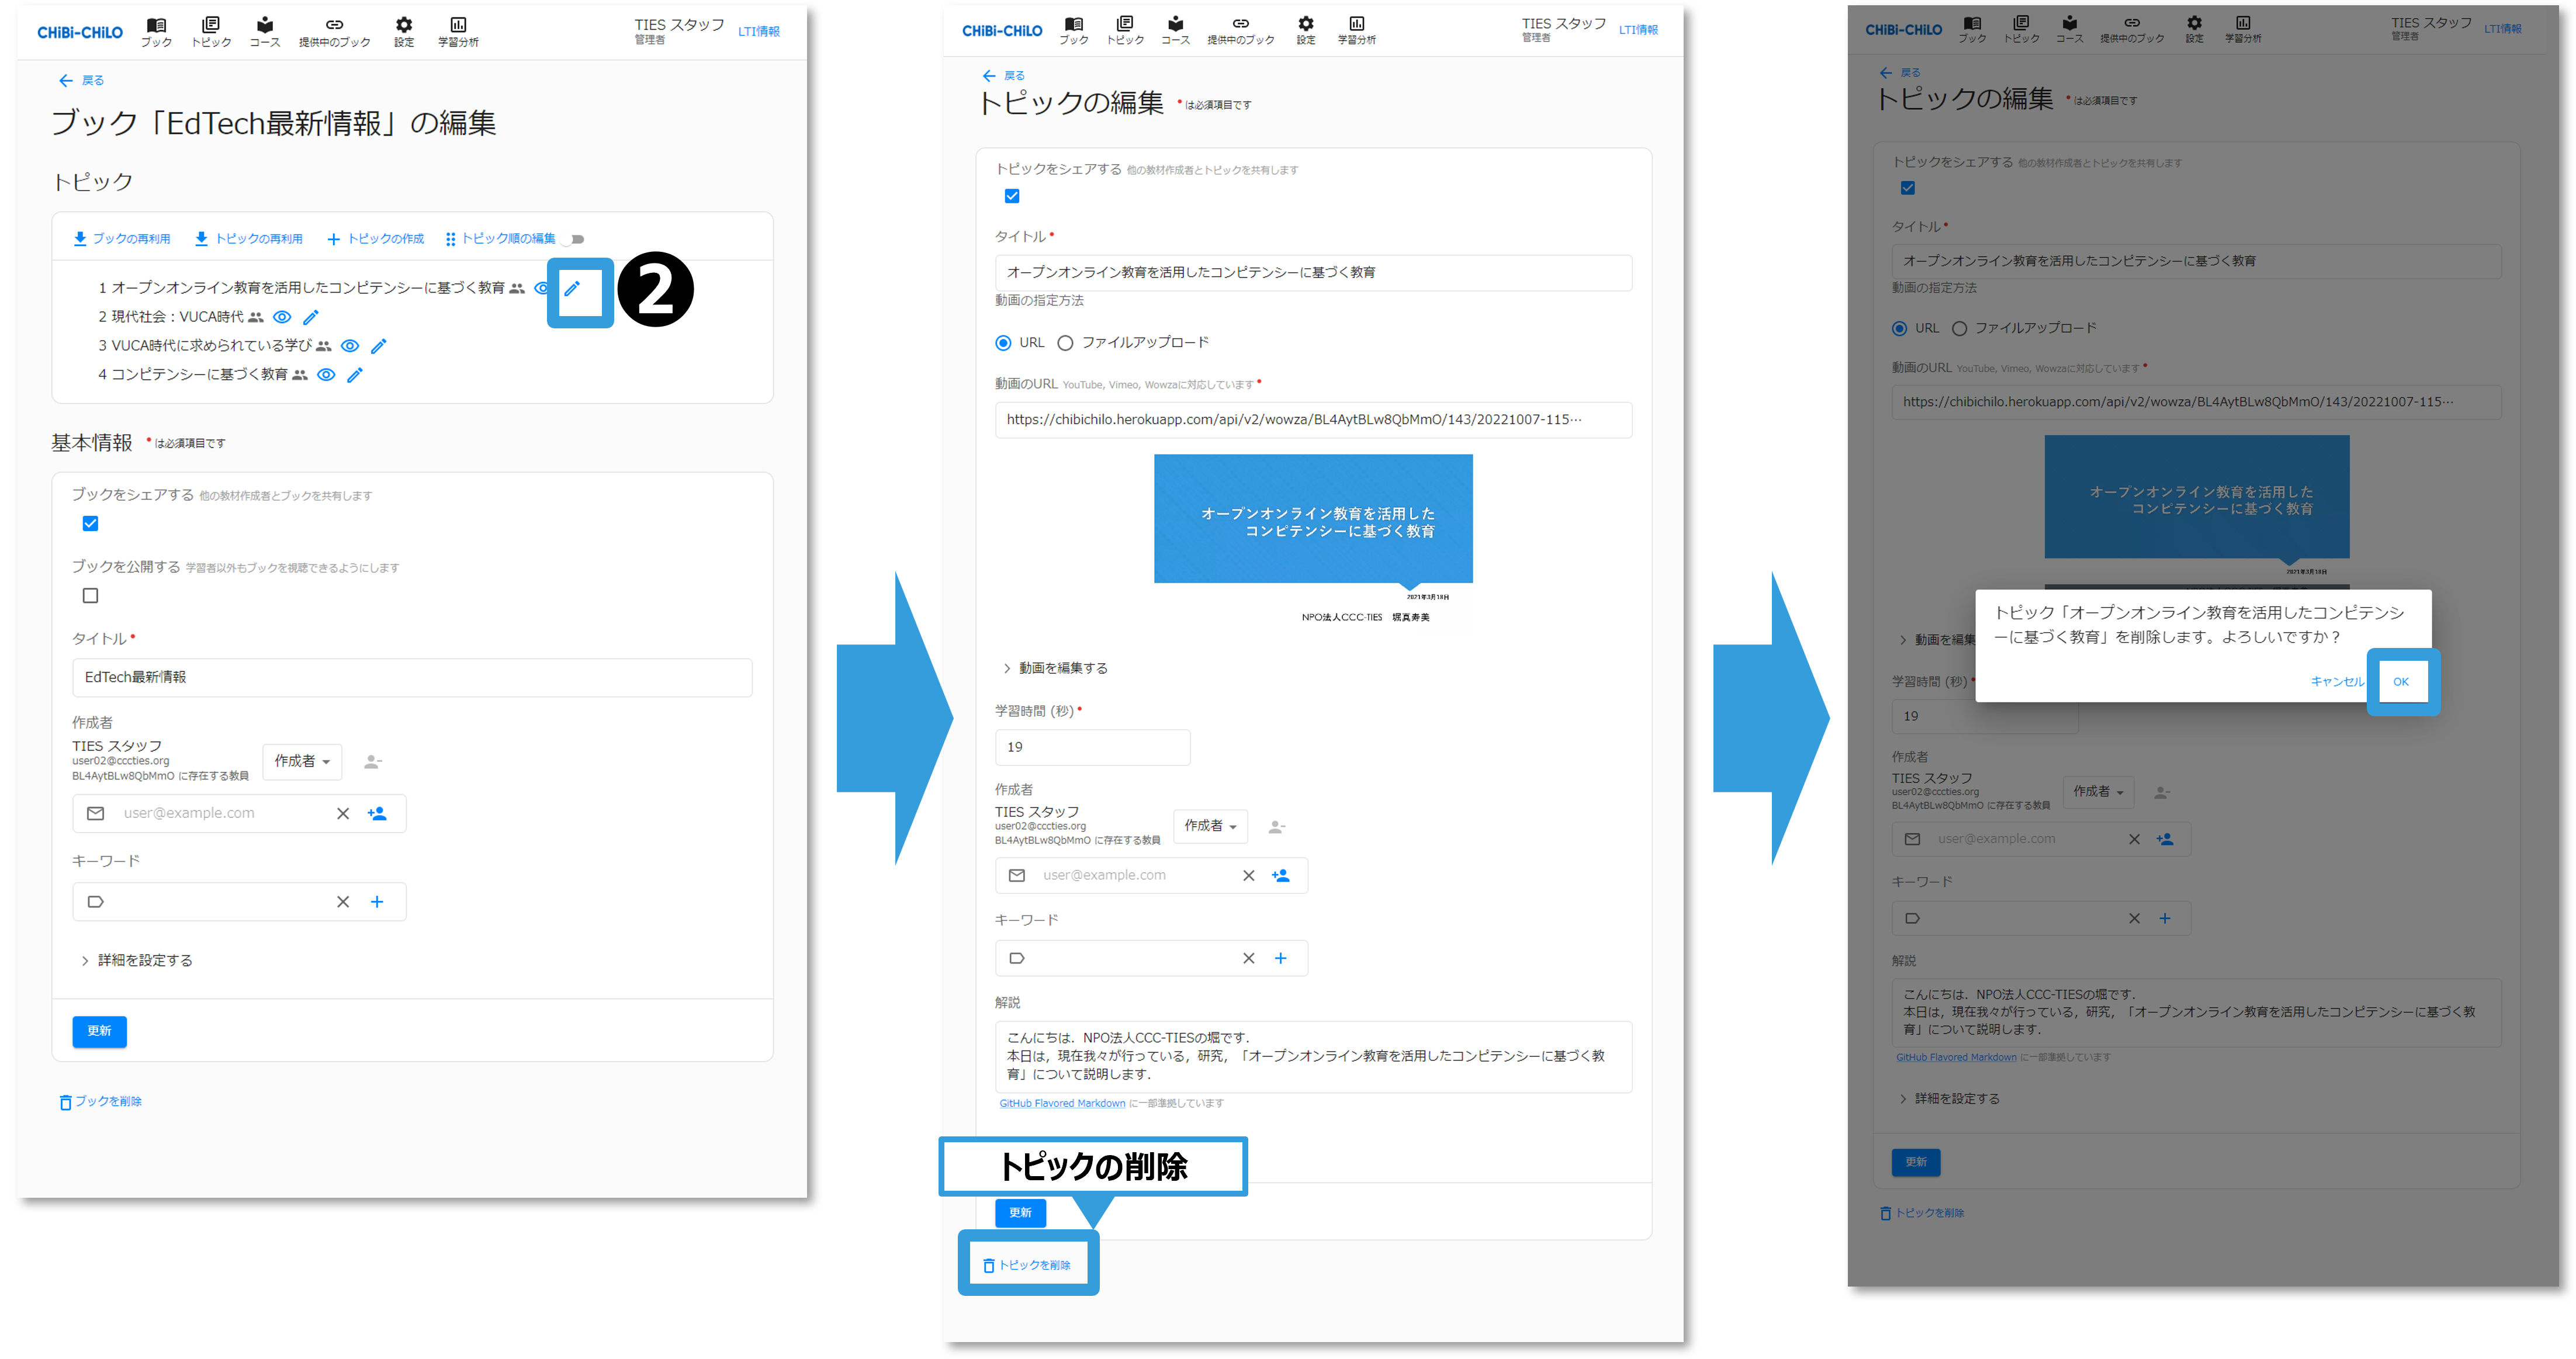 CHiBi-CHiLO
ブック
トピック
コース
提供中のブック
設定
学習分析
TIES スタッフ
管理者
LTI情報
戻る
ブック「EdTech最新情報」の編集
トピック
ブックの再利用
トピックの再利用
トピックの作成
トピック順の編集
1 オープンオンライン教育を活用したコンピテンシーに基づく教育
2
2 現代社会：VUCA時代
3 VUCA時代に求められている学び
4 コンピテンシーに基づく教育
基本情報 * は必須項目です
ブックをシェアする 他の教材作成者とブックを共有します
ブックを公開する 学習者以外もブックを視聴できるようにします
タイトル *
EdTech最新情報
作成者
TIES スタッフ
user02@cccties.org
BL4AytBLw8QbMmO に存在する教員
作成者
user@example.com
キーワード
詳細を設定する
更新
ブックを削除
CHiBi-CHiLO
ブック
トピック
コース
提供中のブック
設定
学習分析
TIES スタッフ
管理者
LTI情報
戻る
トピックの編集 * は必須項目です
トピックをシェアする 他の教材作成者とトピックを共有します
タイトル *
オープンオンライン教育を活用したコンピテンシーに基づく教育
動画の指定方法
URL
ファイルアップロード
動画のURL YouTube, Vimeo, Wowzaに対応しています *
https://chibichilo.herokuapp.com/api/v2/wowza/BL4AytBLw8QbMmO/143/20221007-115…
オープンオンライン教育を活用した
コンピテンシーに基づく教育
2021年3月18日
NPO法人CCC-TIES 堀真寿美
動画を編集する
学習時間 (秒) *
19
作成者
TIES スタッフ
user02@cccties.org
BL4AytBLw8QbMmO に存在する教員
作成者
user@example.com
キーワード
解説
こんにちは．NPO法人CCC-TIESの堀です．
本日は，現在我々が行っている，研究，「オープンオンライン教育を活用したコンピテンシーに基づく教
育」について説明します．
GitHub Flavored Markdown に一部準拠しています
トピックの削除
更新
トピックを削除
CHiBi-CHiLO
ブック
トピック
コース
提供中のブック
設定
学習分析
TIES スタッフ
管理者
LTI情報
戻る
トピックの編集 * は必須項目です
トピックをシェアする 他の教材作成者とトピックを共有します
タイトル *
オープンオンライン教育を活用したコンピテンシーに基づく教育
動画の指定方法
URL
ファイルアップロード
動画のURL YouTube, Vimeo, Wowzaに対応しています *
https://chibichilo.herokuapp.com/api/v2/wowza/BL4AytBLw8QbMmO/143/20221007-115…
オープンオンライン教育を活用した
コンピテンシーに基づく教育
2021年3月18日
トピック「オープンオンライン教育を活用したコンピテンシ
ーに基づく教育」を削除します。よろしいですか？
キャンセル
OK
動画を編集
学習時間 (秒) *
19
作成者
TIES スタッフ
user02@cccties.org
BL4AytBLw8QbMmO に存在する教員
作成者
user@example.com
キーワード
解説
こんにちは．NPO法人CCC-TIESの堀です．
本日は，現在我々が行っている，研究，「オープンオンライン教育を活用したコンピテンシーに基づく教
育」について説明します．
GitHub Flavored Markdown に一部準拠しています
詳細を設定する
更新
トピックを削除